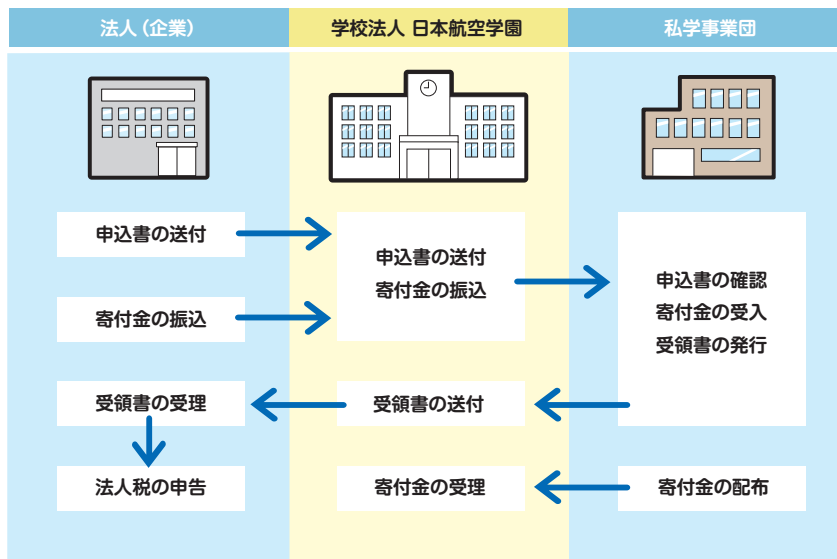 法人（企業）
学校法人 日本航空学園
私学事業団
申込書の送付
申込書の送付
寄付金の振込
申込書の確認
寄付金の受入
受領書の発行
寄付金の振込
受領書の受理
受領書の送付
法人税の申告
寄付金の受理
寄付金の配布